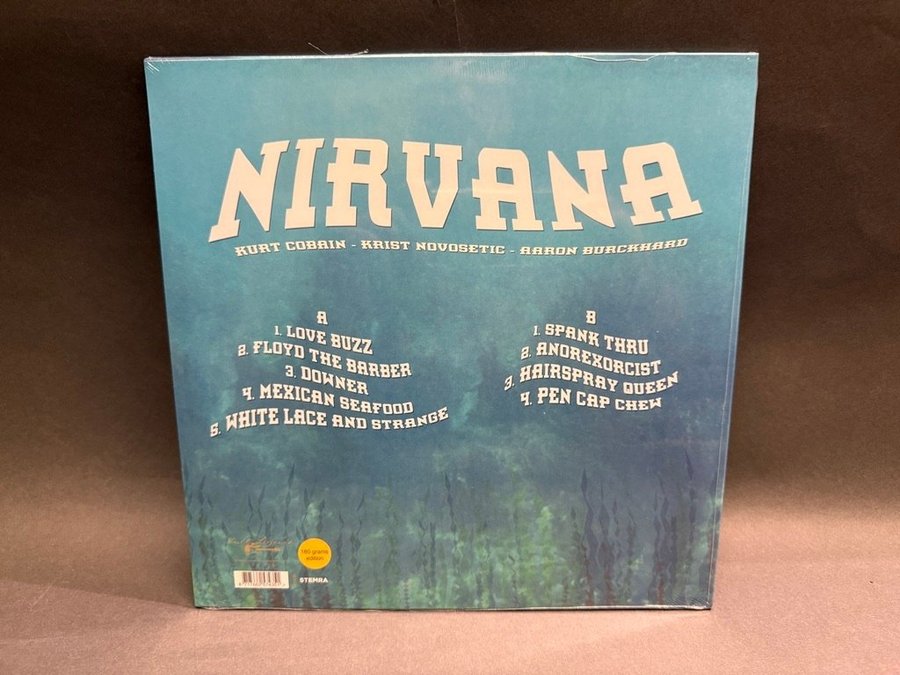 NIRVANA
KURT COBAIN - KRIST NOVOSETIC - AARON BURCKHARD
A
1. LOVE BUZZ
2. FLOYD THE BARBER
3. DOWNER
4. MEXICAN SEAFOOD
5. WHITE LACE AND STRANGE
B
1. SPANK THRU
2. ANOREXORCIST
3. HAIRSPRAY QUEEN
4. PEN CAP CHEW
180 grams
STEMRA